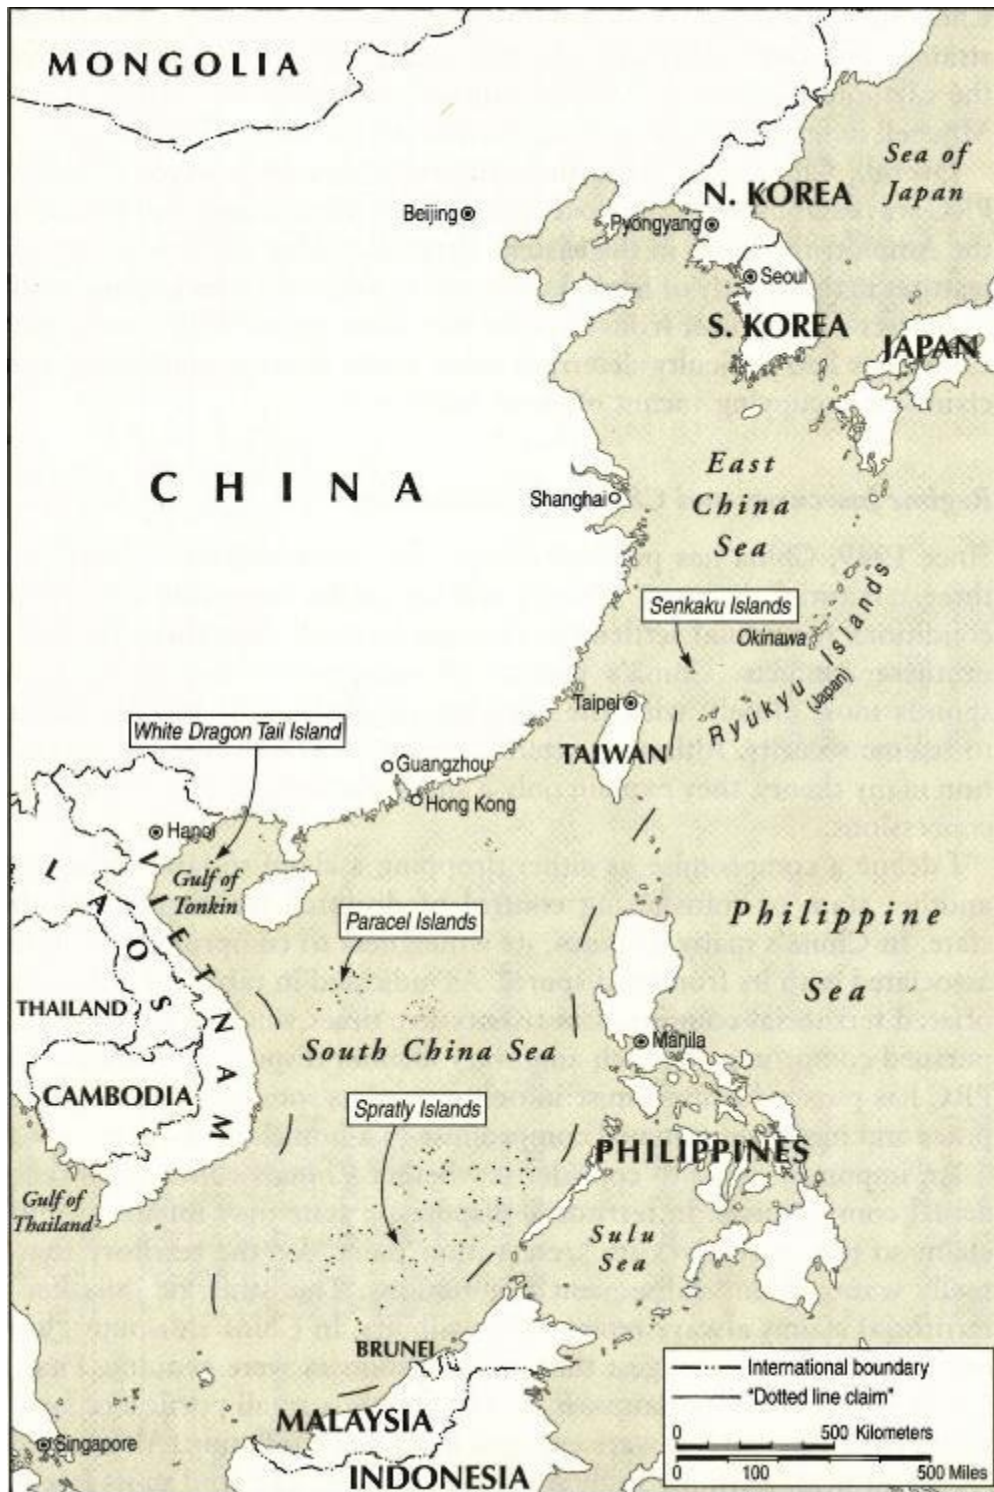 MONGOLIA
Sea of
Japan
N. KOREA
Beijing
Pyongyang
Seoul
S. KOREA
JAPAN
CHINA
East
China
Sea
Shanghai
Senkaku Islands
Okinawa
Ryukyu Islands
(Japan)
Taipei
TAIWAN
White Dragon Tail Island
Guangzhou
Hong Kong
Hanoi
Gulf of
Tonkin
LAOS
VIETNAM
Paracel Islands
Philippine
Sea
THAILAND
South China Sea
Manila
CAMBODIA
Spratly Islands
PHILIPPINES
Gulf of
Thailand
Sulu
Sea
BRUNEI
MALAYSIA
Singapore
INDONESIA
International boundary
"Dotted line claim"
0 500 Kilometers
0 100 500 Miles